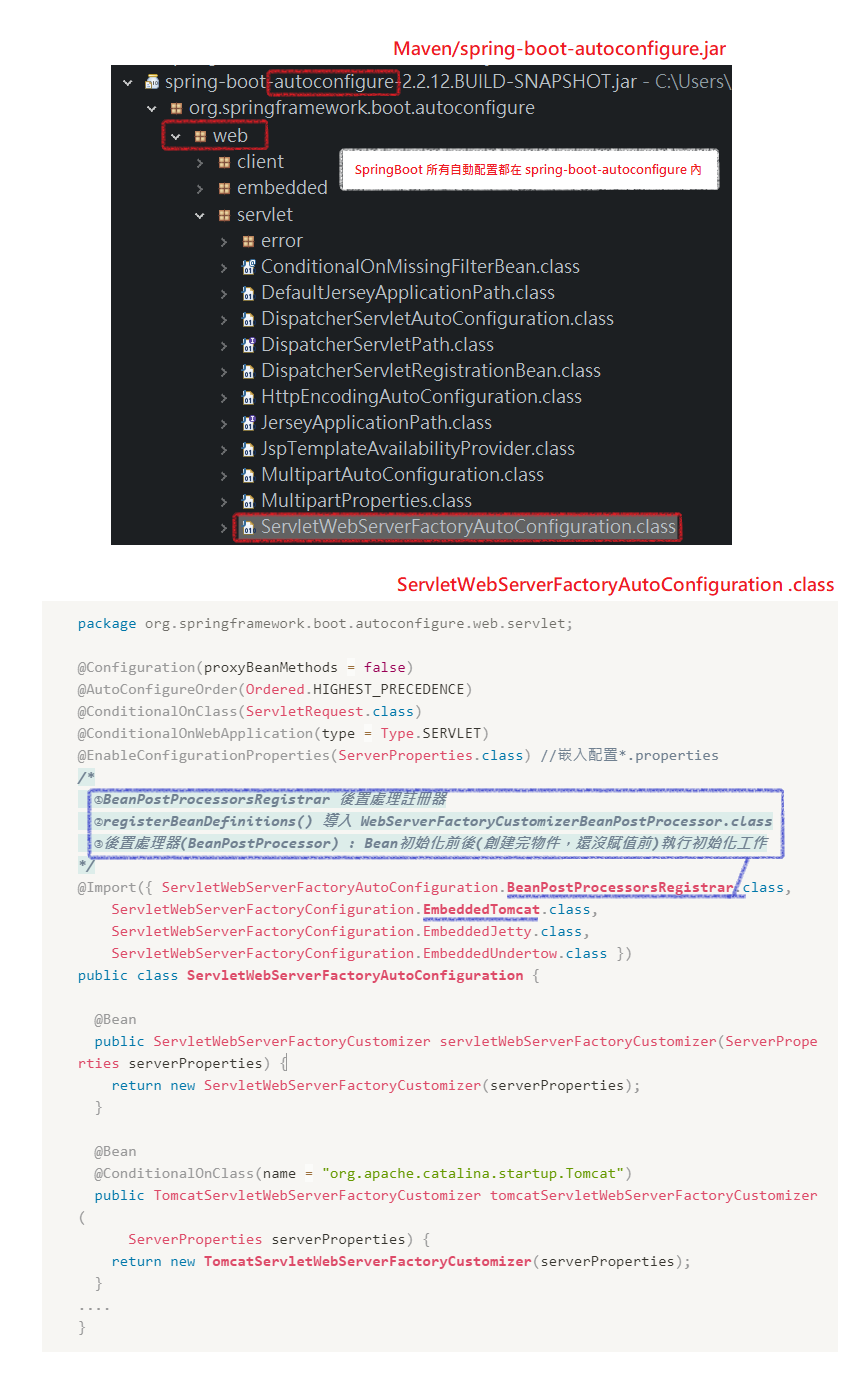 Maven/spring-boot-autoconfigure.jar
spring-boot-autoconfigure-2.2.12.BUILD-SNAPSHOT.jar - C:\Users\
org.springframework.boot.autoconfigure
web
client
SpringBoot 所有自動配置都在 spring-boot-autoconfigure 內
embedded
servlet
error
ConditionalOnMissingFilterBean.class
DefaultJerseyApplicationPath.class
DispatcherServletAutoConfiguration.class
DispatcherServletPath.class
DispatcherServletRegistrationBean.class
HttpEncodingAutoConfiguration.class
JerseyApplicationPath.class
JspTemplateAvailabilityProvider.class
MultipartAutoConfiguration.class
MultipartProperties.class
ServletWebServerFactoryAutoConfiguration.class
ServletWebServerFactoryAutoConfiguration .class
package org.springframework.boot.autoconfigure.web.servlet;
@Configuration(proxyBeanMethods = false)
@AutoConfigureOrder(Ordered.HIGHEST_PRECEDENCE)
@ConditionalOnClass(ServletRequest.class)
@ConditionalOnWebApplication(type = Type.SERVLET)
@EnableConfigurationProperties(ServerProperties.class) //嵌入配置*.properties
/*
①BeanPostProcessorsRegistrar 後置處理註冊器
②registerBeanDefinitions() 導入 WebServerFactoryCustomizerBeanPostProcessor.class
③後置處理器(BeanPostProcessor) : Bean初始化前後(創建完物件，還沒賦值前)執行初始化工作
*/
@Import({ ServletWebServerFactoryAutoConfiguration.BeanPostProcessorsRegistrar.class,
ServletWebServerFactoryConfiguration.EmbeddedTomcat.class,
ServletWebServerFactoryConfiguration.EmbeddedJetty.class,
ServletWebServerFactoryConfiguration.EmbeddedUndertow.class })
public class ServletWebServerFactoryAutoConfiguration {
@Bean
public ServletWebServerFactoryCustomizer servletWebServerFactoryCustomizer(ServerPrope
rties serverProperties) {
return new ServletWebServerFactoryCustomizer(serverProperties);
}
@Bean
@ConditionalOnClass(name = "org.apache.catalina.startup.Tomcat")
public TomcatServletWebServerFactoryCustomizer tomcatServletWebServerFactoryCustomizer
(
ServerProperties serverProperties) {
return new TomcatServletWebServerFactoryCustomizer(serverProperties);
}
....
}